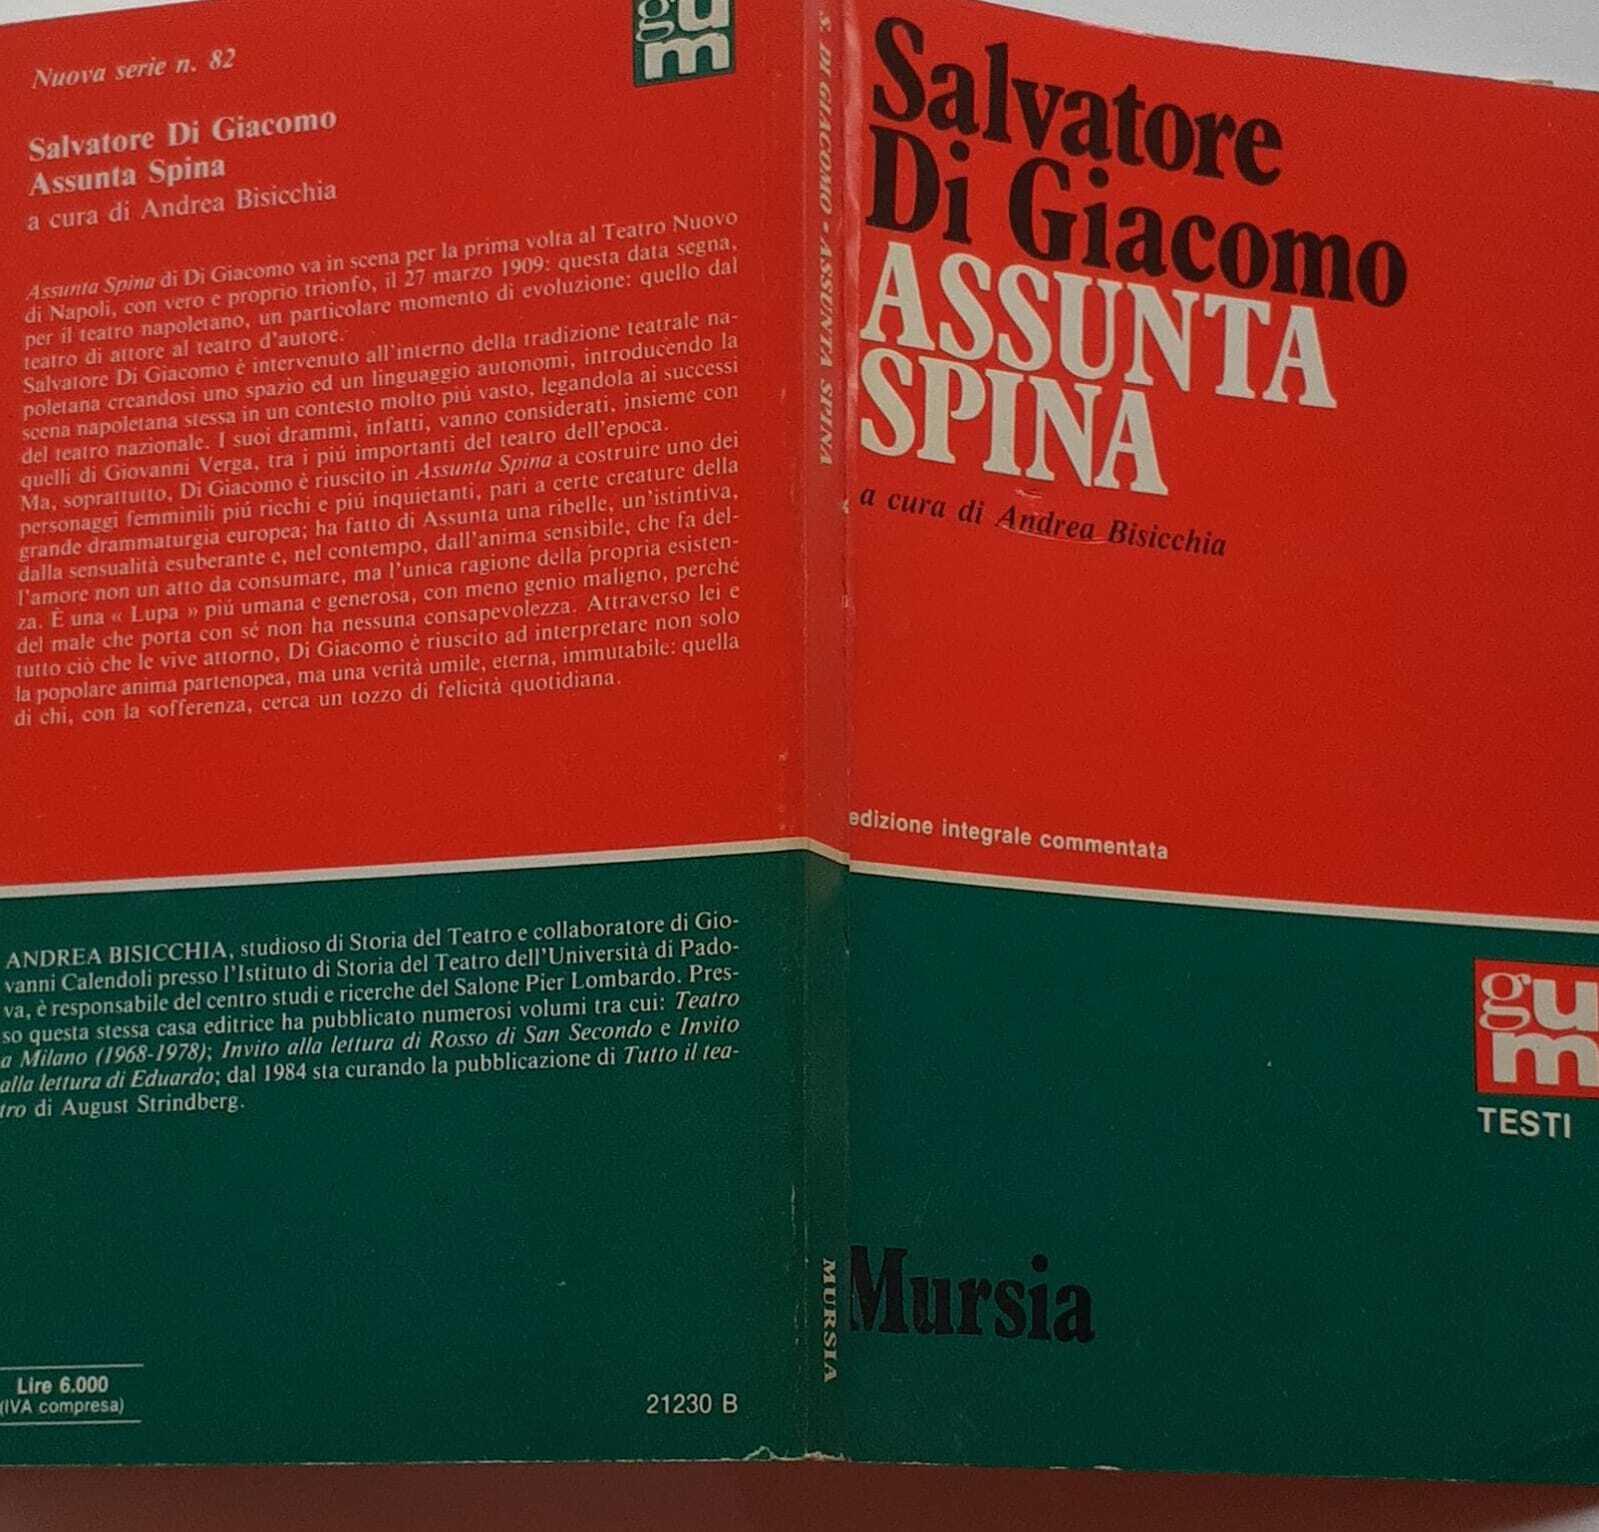 Nuova serie n. 82
gum
Salvatore Di Giacomo
Assunta Spina
a cura di Andrea Bisicchia
Assunta Spina di Di Giacomo va in scena per la prima volta al Teatro Nuovo
di Napoli, con vero e proprio trionfo, il 27 marzo 1909: questa data segna,
per il teatro napoletano, un particolare momento di evoluzione: quello dal
teatro di attore al teatro d'autore.
Salvatore Di Giacomo è intervenuto all'interno della tradizione teatrale na-
poletana creandosi uno spazio ed un linguaggio autonomi, introducendo la
scena napoletana stessa in un contesto molto piú vasto, legandola ai successi
del teatro nazionale. I suoi drammi, infatti, vanno considerati, insieme con
quelli di Giovanni Verga, tra i piú importanti del teatro dell'epoca.
Ma, soprattutto, Di Giacomo è riuscito in Assunta Spina a costruire uno dei
personaggi femminili piú ricchi e piú inquietanti, pari a certe creature della
grande drammaturgia europea; ha fatto di Assunta una ribelle, un'istintiva,
dalla sensualità esuberante e, nel contempo, dall'anima sensibile, che fa del-
l'amore non un atto da consumare, ma l'unica ragione della propria esisten-
za. È una « Lupa » piú umana e generosa, con meno genio maligno, perché
del male che porta con sé non ha nessuna consapevolezza. Attraverso lei e
tutto ciò che le vive attorno, Di Giacomo è riuscito ad interpretare non solo
la popolare anima partenopea, ma una verità umile, eterna, immutabile: quella
di chi, con la sofferenza, cerca un tozzo di felicità quotidiana.
ANDREA BISICCHIA, studioso di Storia del Teatro e collaboratore di Gio-
vanni Calendoli presso l'Istituto di Storia del Teatro dell'Università di Pado-
va, è responsabile del centro studi e ricerche del Salone Pier Lombardo. Pres-
so questa stessa casa editrice ha pubblicato numerosi volumi tra cui: Teatro
a Milano (1968-1978); Invito alla lettura di Rosso di San Secondo e Invito
alla lettura di Eduardo; dal 1984 sta curando la pubblicazione di Tutto il tea-
tro di August Strindberg.
Lire 6.000
(IVA compresa)
21230 B
S. DI GIACOMO • ASSUNTA SPINA
MURSIA
Salvatore
Di Giacomo
ASSUNTA
SPINA
a cura di Andrea Bisicchia
edizione integrale commentata
gu
m
TESTI
Mursia